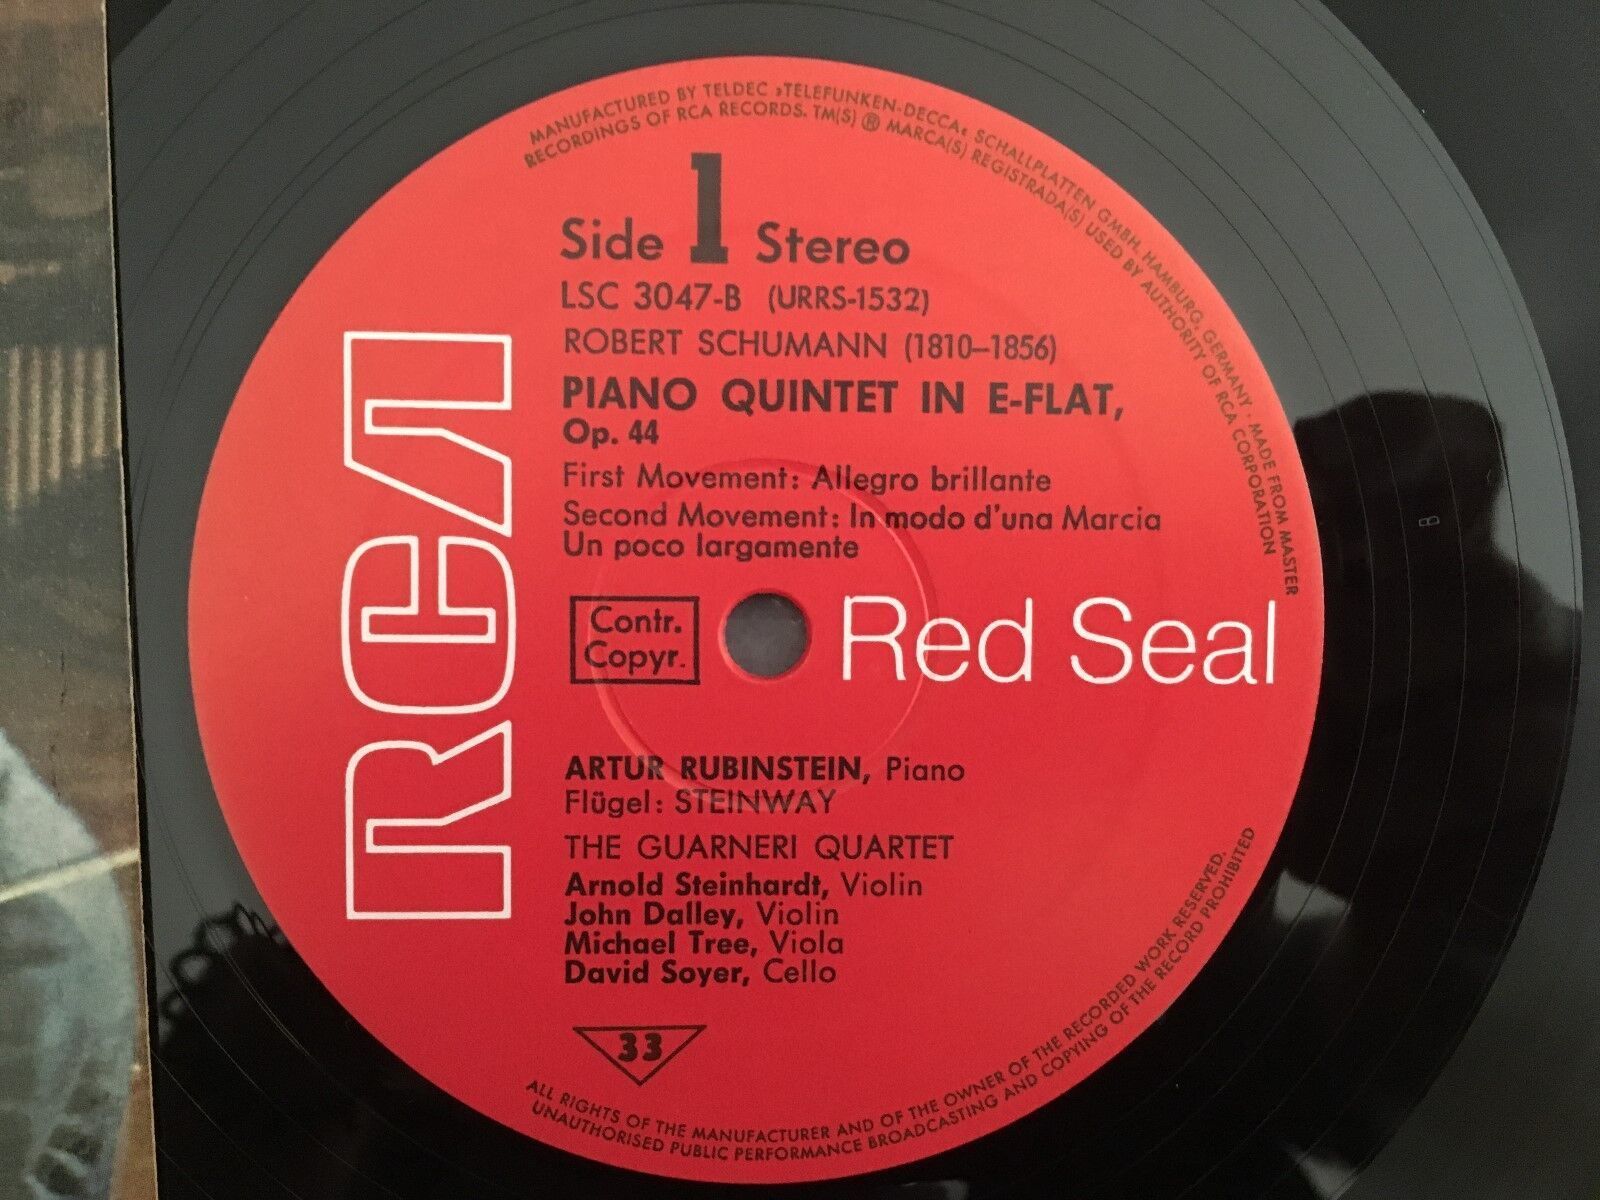 MANUFACTURED BY TELDEC »TELEFUNKEN-DECCA« SCHALLPLATTEN GMBH, HAMBURG, GERMANY · MADE FROM MASTER
RECORDINGS OF RCA RECORDS. TM(S) ® MARCA(S) REGISTRADA(S) USED BY AUTHORITY OF RCA CORPORATION
Side 1 Stereo
LSC 3047-B (URRS-1532)
ROBERT SCHUMANN (1810–1856)
PIANO QUINTET IN E-FLAT,
Op. 44
First Movement: Allegro brillante
Second Movement: In modo d'una Marcia
Un poco largamente
RCA
Contr.
Copyr.
Red Seal
ARTUR RUBINSTEIN, Piano
Flügel: STEINWAY
THE GUARNERI QUARTET
Arnold Steinhardt, Violin
John Dalley, Violin
Michael Tree, Viola
David Soyer, Cello
33
ALL RIGHTS OF THE MANUFACTURER AND OF THE OWNER OF THE RECORDED WORK RESERVED.
UNAUTHORISED PUBLIC PERFORMANCE BROADCASTING AND COPYING OF THE RECORD PROHIBITED